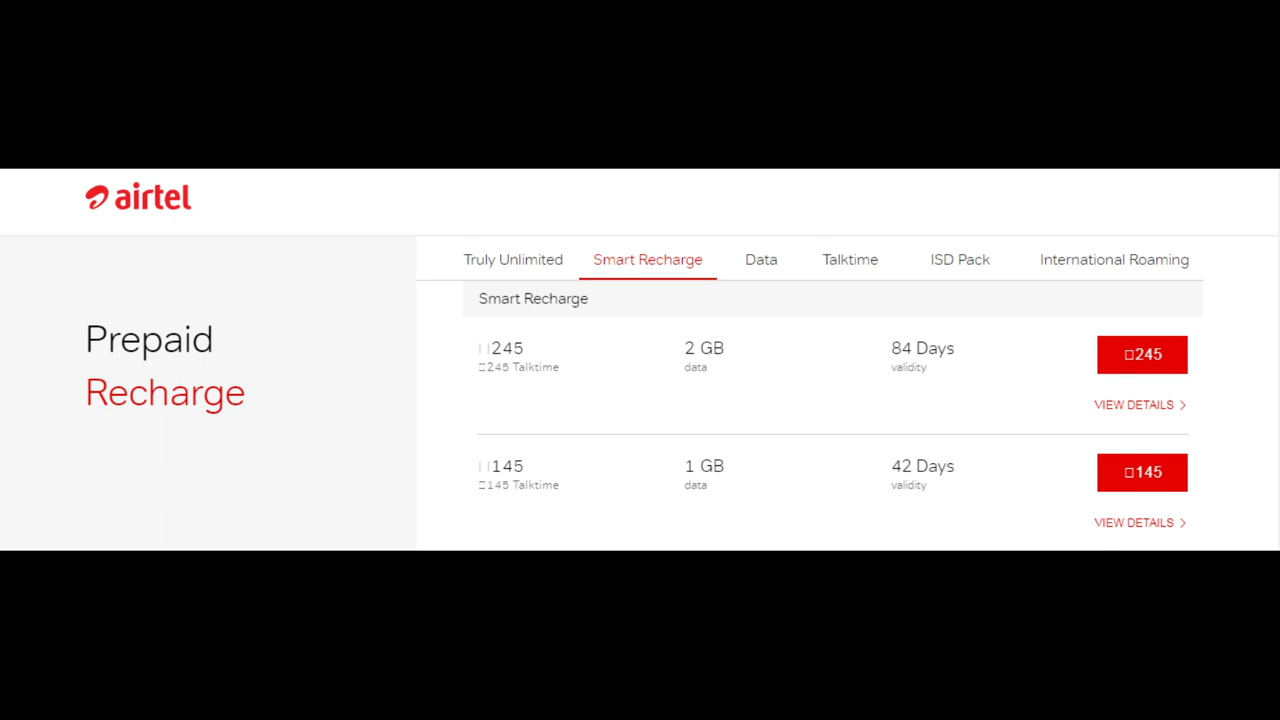 airtel
Truly Unlimited Smart Recharge Data Talktime ISD Pack International Roaming
Smart Recharge
Prepaid
Recharge
245 2 GB 84 Days 245
245 Talktime data validity
VIEW DETAILS >
145 1 GB 42 Days 145
145 Talktime data validity
VIEW DETAILS >